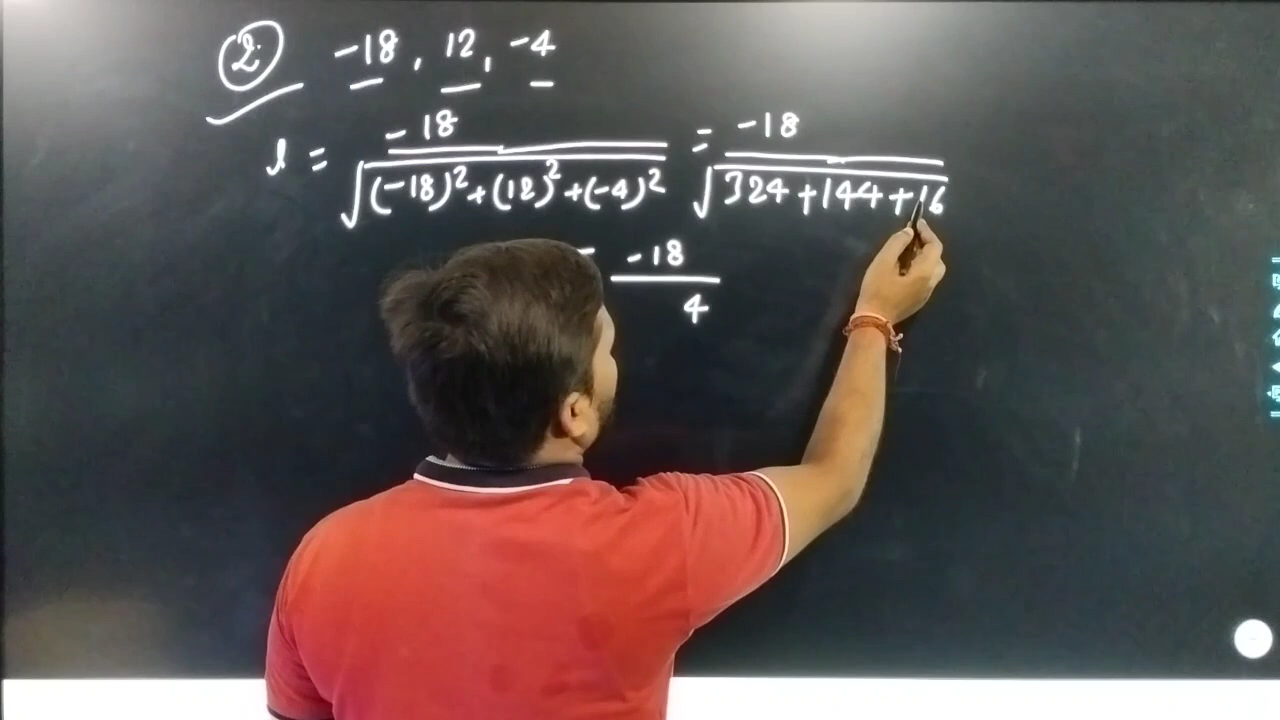 2. -18, 12, -4
l = -18 / √((-18)² + (12)² + (-4)²) = -18 / √(324 + 144 + 16)
= -18 / 4